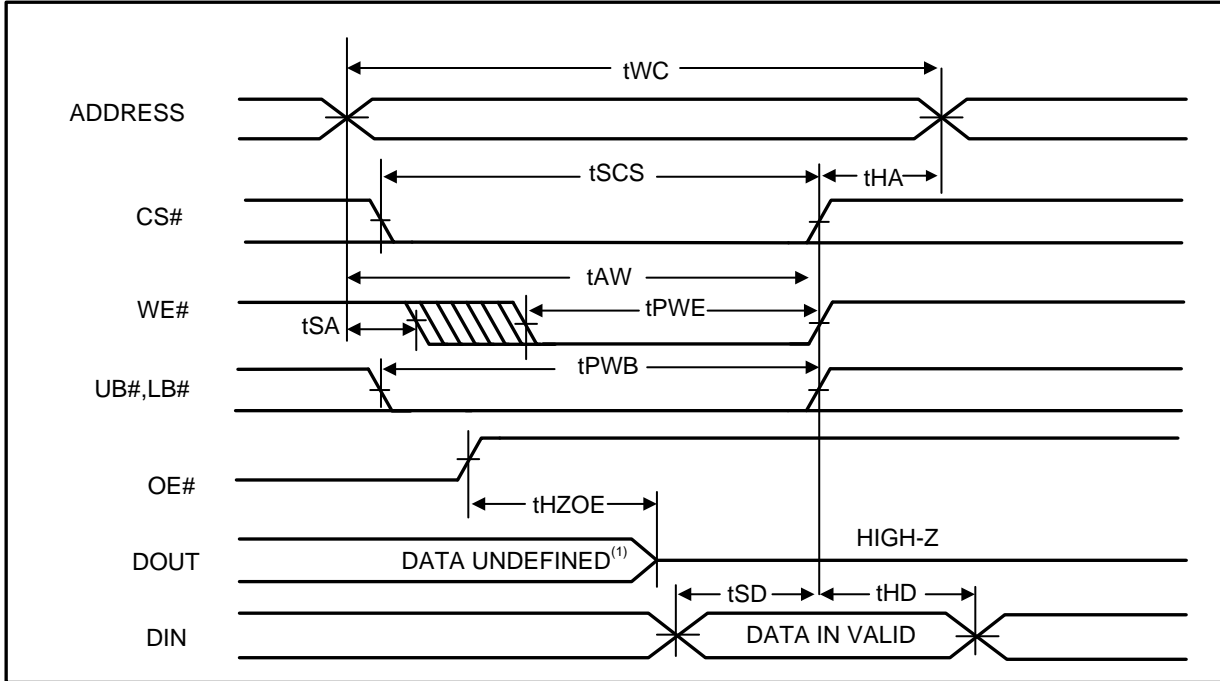 tWC
ADDRESS
tSCS
tHA
CS#
tAW
WE#
tPWE
tSA
tPWB
UB#,LB#
OE#
tHZOE
HIGH-Z
DOUT
DATA UNDEFINED(1)
tSD
tHD
DIN
DATA IN VALID